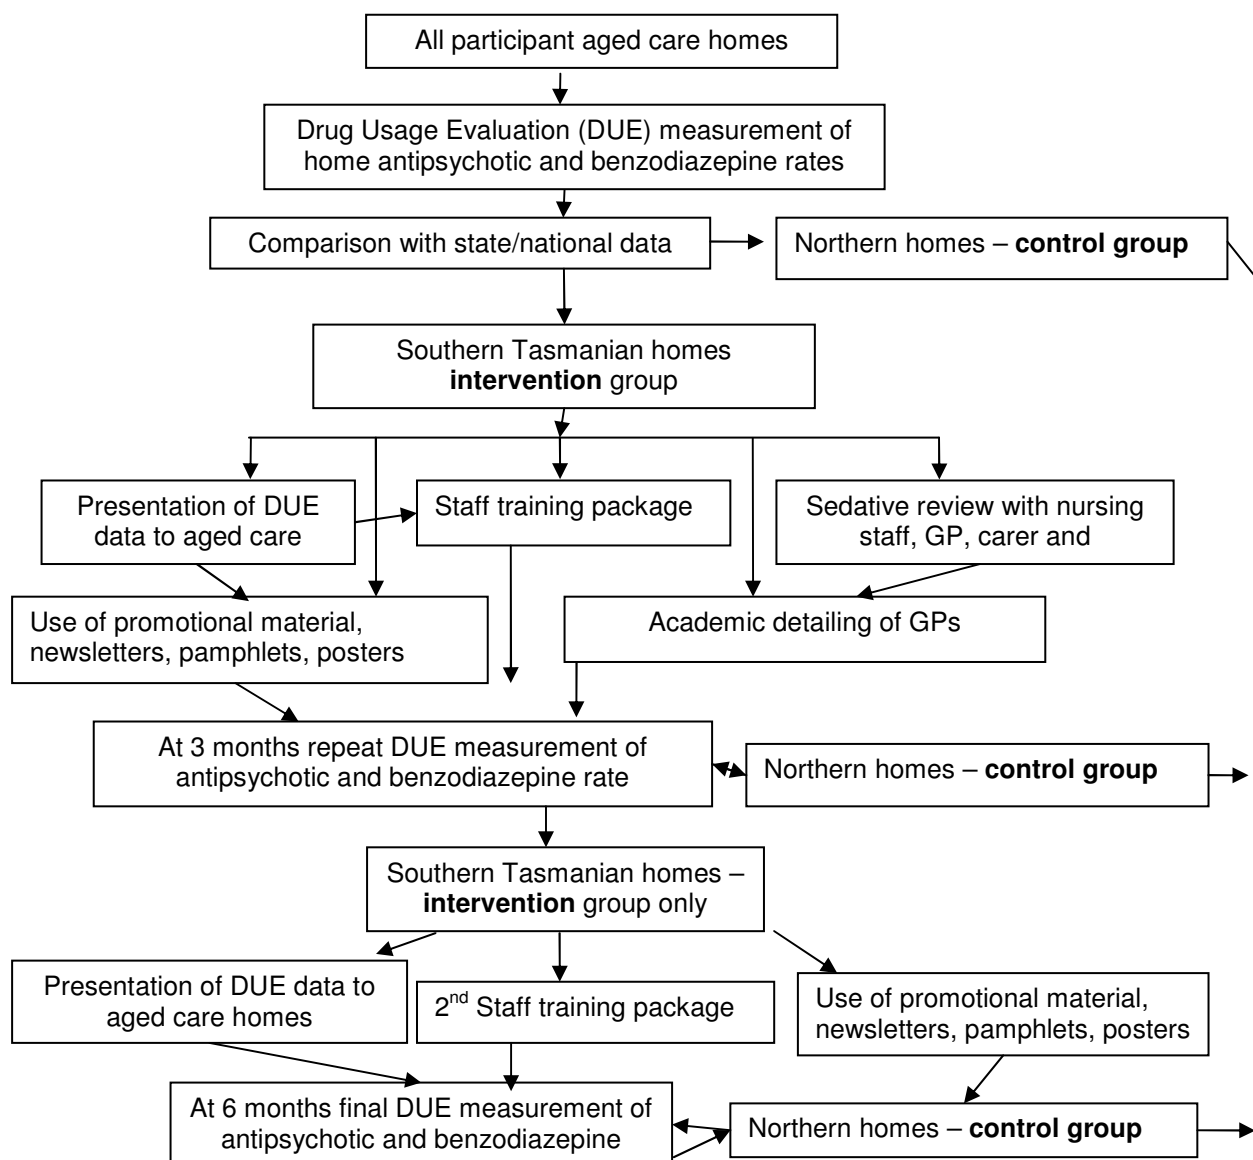 All participant aged care homes
Drug Usage Evaluation (DUE) measurement of
home antipsychotic and benzodiazepine rates
Comparison with state/national data
Northern homes – control group
Southern Tasmanian homes
intervention group
Presentation of DUE
data to aged care
Staff training package
Sedative review with nursing
staff, GP, carer and
Use of promotional material,
newsletters, pamphlets, posters
Academic detailing of GPs
At 3 months repeat DUE measurement of
antipsychotic and benzodiazepine rate
Northern homes – control group
Southern Tasmanian homes –
intervention group only
Presentation of DUE data to
aged care homes
2nd Staff training package
Use of promotional material,
newsletters, pamphlets, posters
At 6 months final DUE measurement of
antipsychotic and benzodiazepine
Northern homes – control group